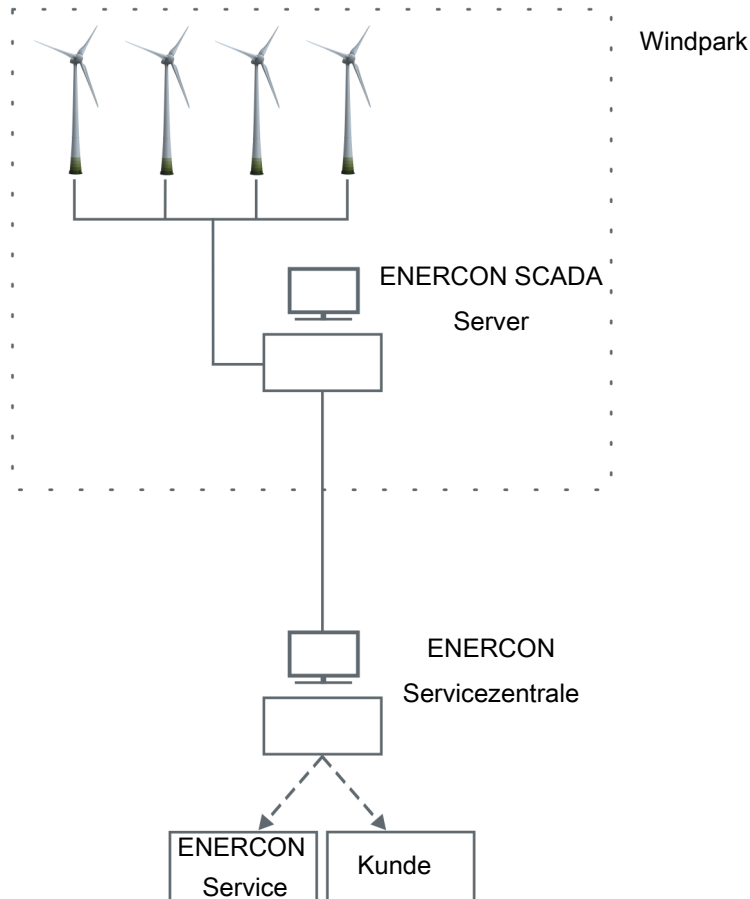 Windpark
ENERCON SCADA
Server
ENERCON
Servicezentrale
ENERCON
Service
Kunde